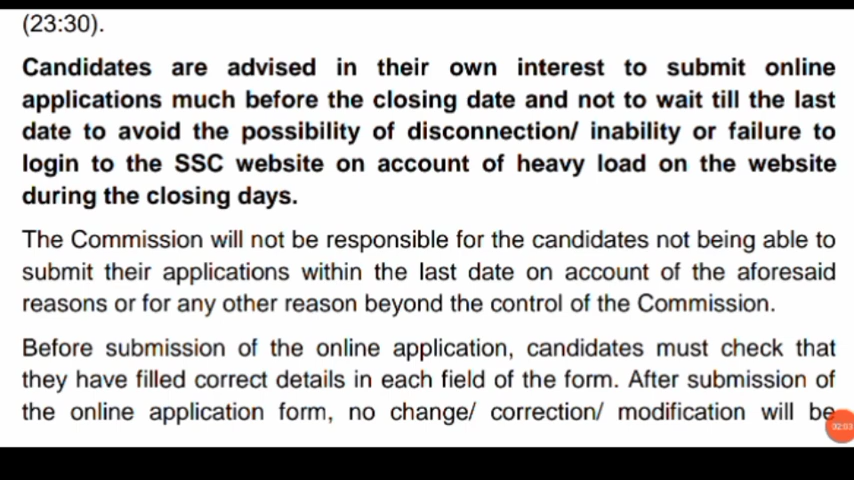 (23:30).
Candidates are advised in their own interest to submit online
applications much before the closing date and not to wait till the last
date to avoid the possibility of disconnection/ inability or failure to
login to the SSC website on account of heavy load on the website
during the closing days.
The Commission will not be responsible for the candidates not being able to
submit their applications within the last date on account of the aforesaid
reasons or for any other reason beyond the control of the Commission.
Before submission of the online application, candidates must check that
they have filled correct details in each field of the form. After submission of
the online application form, no change/ correction/ modification will be
32:03